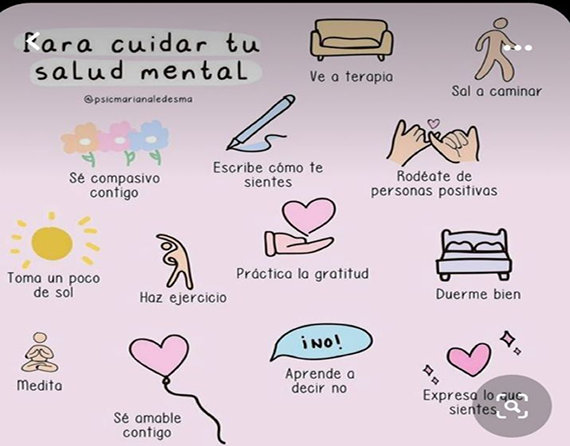 Para cuidar tu
salud mental
@psicmarianaledesma
Ve a terapia
Sal a caminar
Sé compasivo
contigo
Escribe cómo te
sientes
Rodéate de
personas positivas
Toma un poco
de sol
Haz ejercicio
Práctica la gratitud
Duerme bien
Medita
Sé amable
contigo
¡NO!
Aprende a
decir no
Expresa lo que
sientes